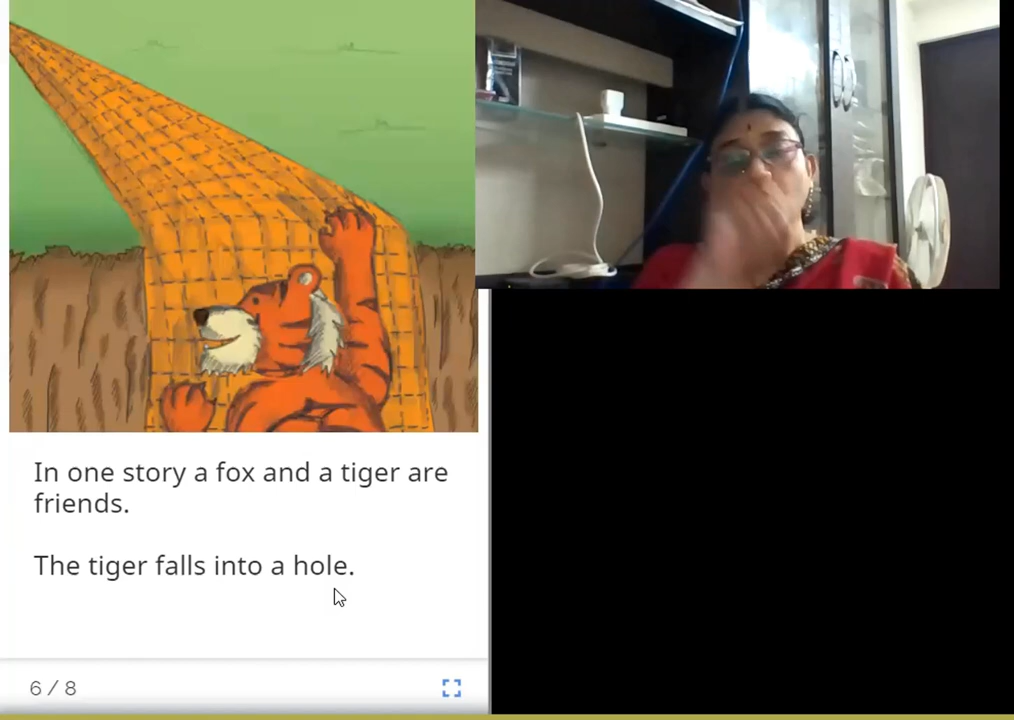 In one story a fox and a tiger are
friends.
The tiger falls into a hole.
6 / 8